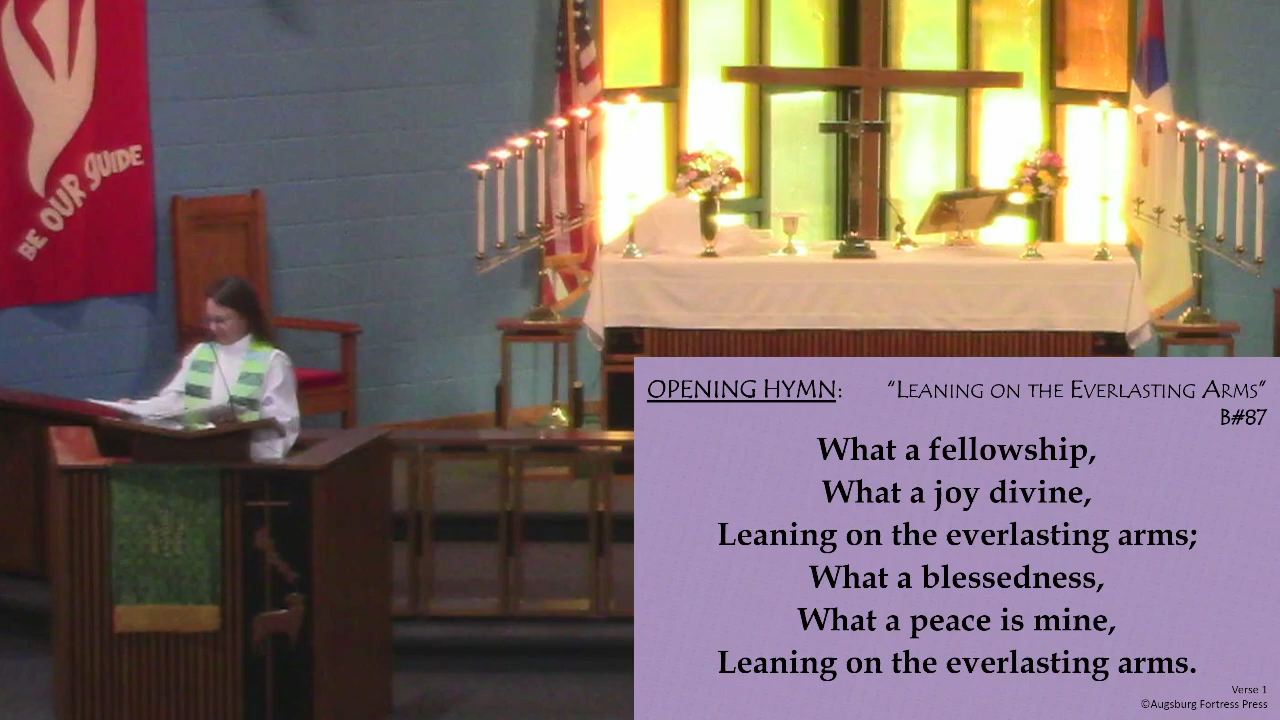 BE OUR GUIDE
OPENING HYMN: “LEANING ON THE EVERLASTING ARMS”
B#87
What a fellowship,
What a joy divine,
Leaning on the everlasting arms;
What a blessedness,
What a peace is mine,
Leaning on the everlasting arms.
Verse 1
©Augsburg Fortress Press